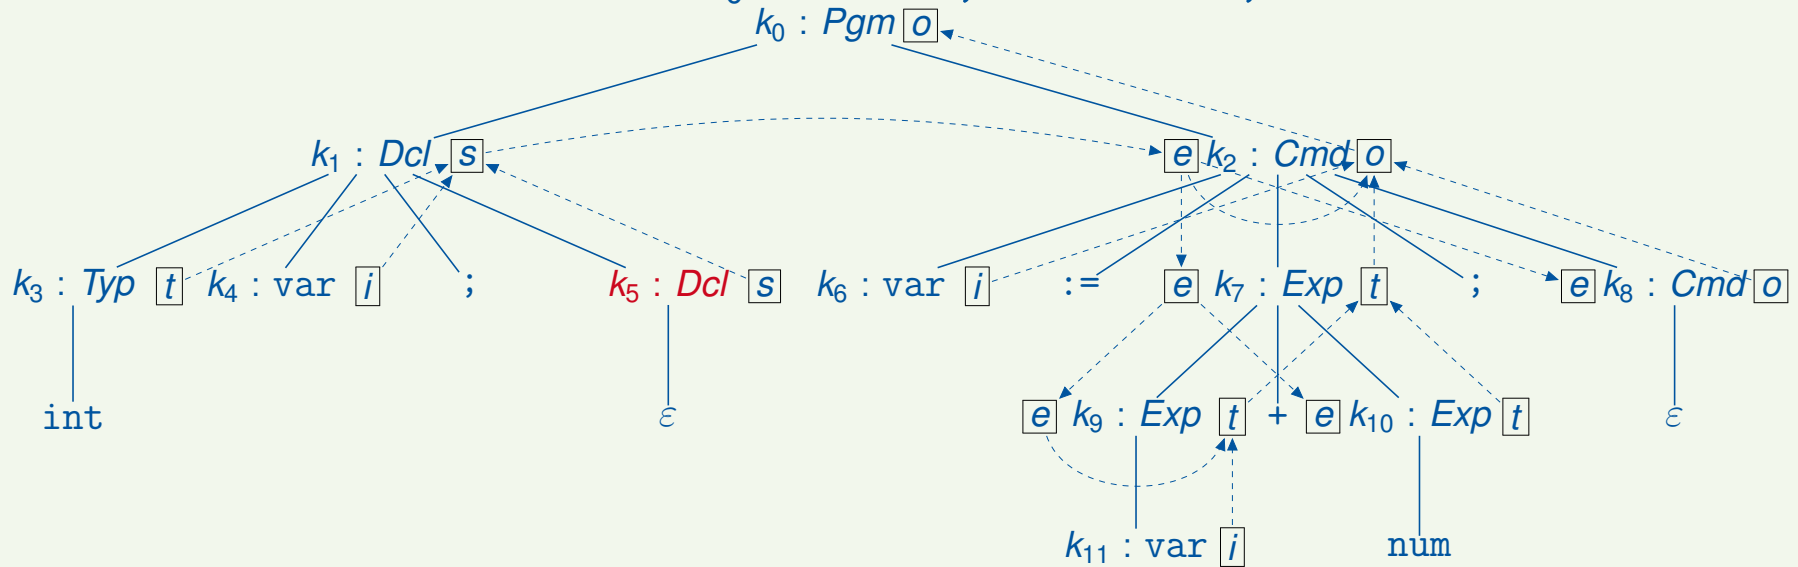 k₀ : Pgm o
k₁ : Dcl s e k₂ : Cmd o
k₃ : Typ t k₄ : var i ; k₅ : Dcl s k₆ : var i := e k₇ : Exp t ; e k₈ : Cmd o
int ε e k₉ : Exp t + e k₁₀ : Exp t ε
k₁₁ : var i num